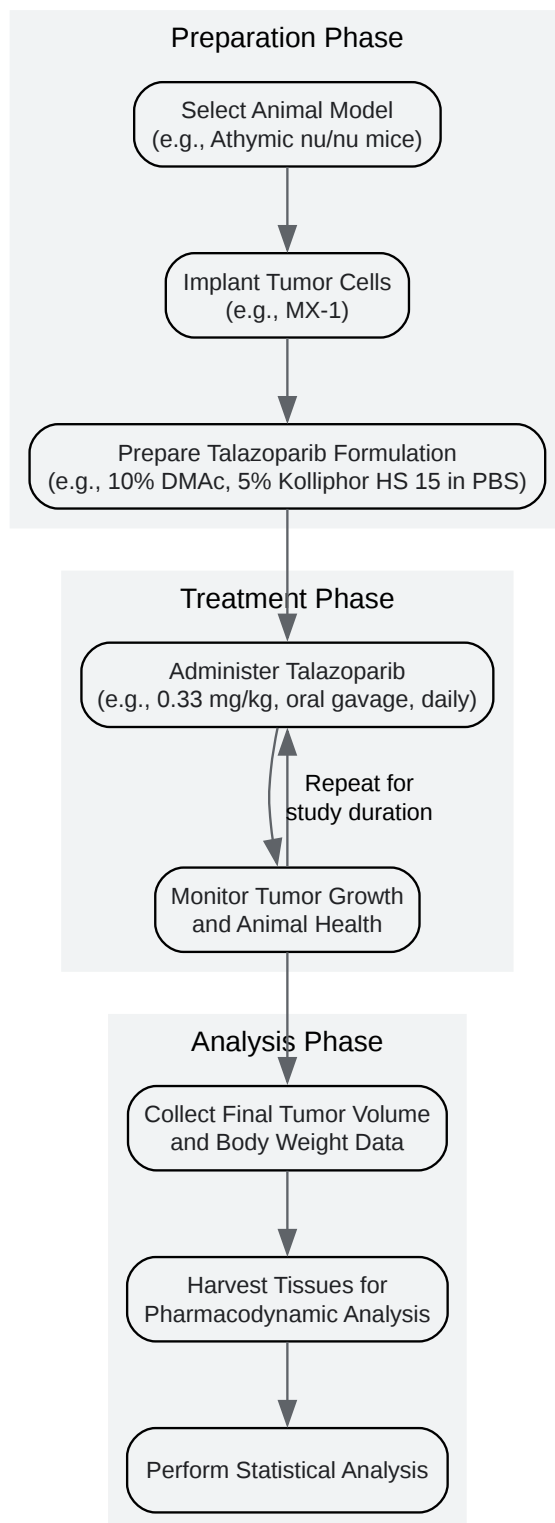 Preparation Phase
Select Animal Model
(e.g., Athymic nu/nu mice)
Implant Tumor Cells
(e.g., MX-1)
Prepare Talazoparib Formulation
(e.g., 10% DMAc, 5% Kolliphor HS 15 in PBS)
Treatment Phase
Administer Talazoparib
(e.g., 0.33 mg/kg, oral gavage, daily)
Repeat for
study duration
Monitor Tumor Growth
and Animal Health
Analysis Phase
Collect Final Tumor Volume
and Body Weight Data
Harvest Tissues for
Pharmacodynamic Analysis
Perform Statistical Analysis